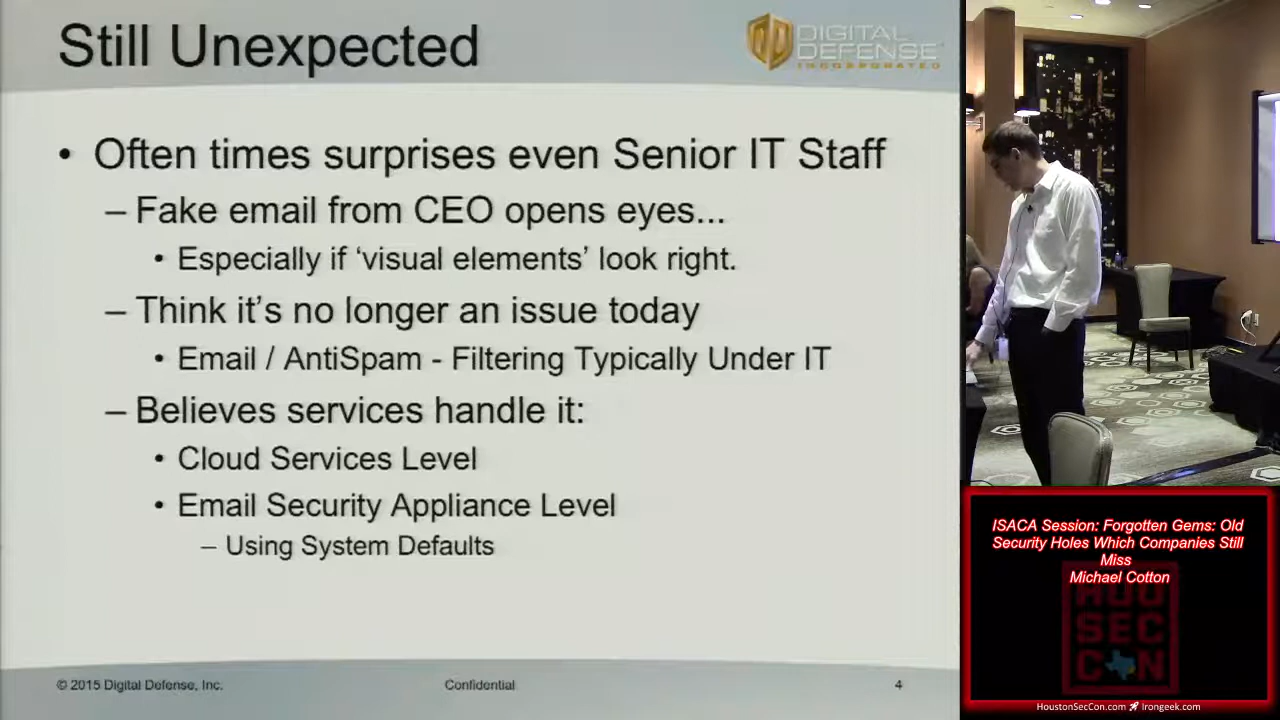 Still Unexpected
DIGITAL
DEFENSE
INCORPORATED
• Often times surprises even Senior IT Staff
– Fake email from CEO opens eyes...
• Especially if ‘visual elements’ look right.
– Think it’s no longer an issue today
• Email / AntiSpam - Filtering Typically Under IT
– Believes services handle it:
• Cloud Services Level
• Email Security Appliance Level
– Using System Defaults
© 2015 Digital Defense, Inc.
Confidential
4
ISACA Session: Forgotten Gems: Old
Security Holes Which Companies Still
Miss
Michael Cotton
HOU
SEC
CON
HoustonSecCon.com Irongeek.com